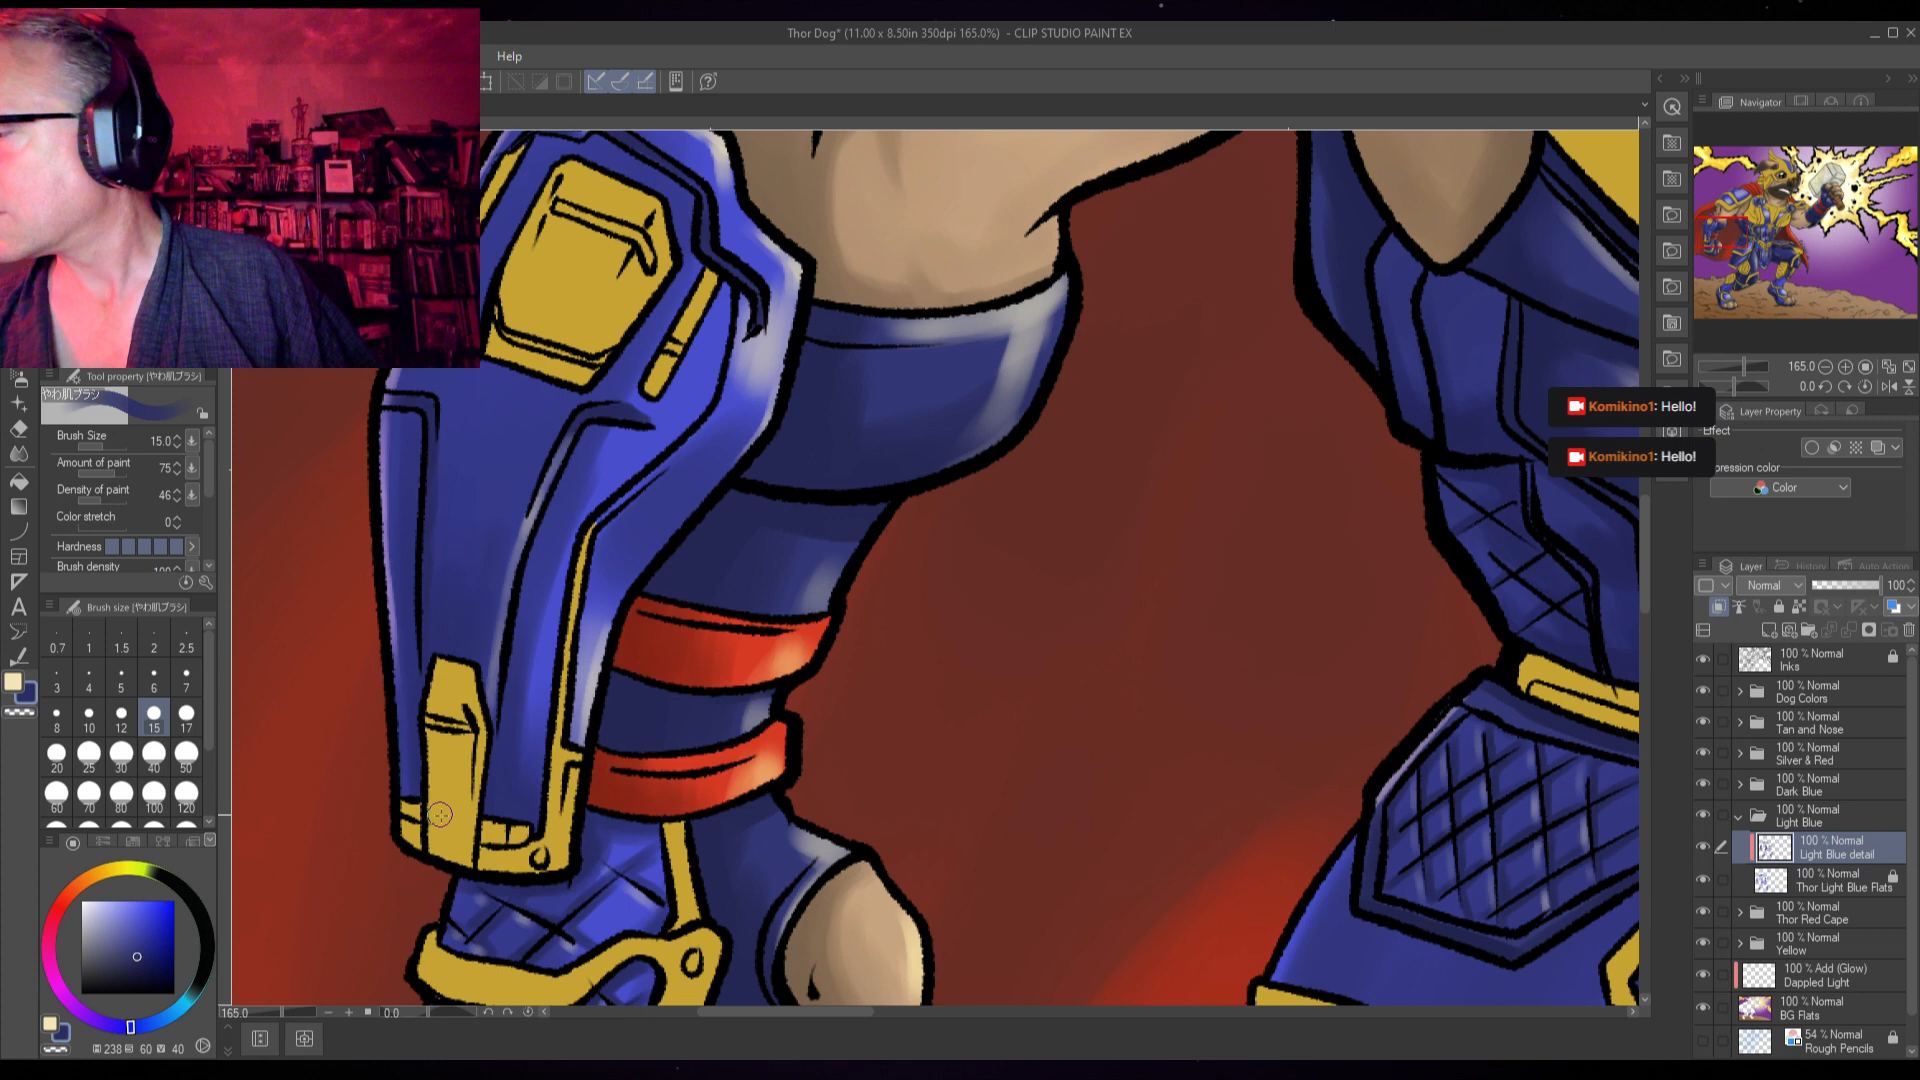 Thor Dog* (11.00 x 8.50in 350dpi 165.0%) - CLIP STUDIO PAINT EX
Help
Navigator
165.0
0.0
Komikino1: Hello!
Komikino1: Hello!
Layer Property
Effect
pression color
Color
Tool property [やわ肌ブラシ]
やわ肌ブラシ
Brush Size 15.0
Amount of paint 75
Density of paint 46
Color stretch 0
Hardness
Brush density 100
Brush size [やわ肌ブラシ]
0.7 1 1.5 2 2.5
3 4 5 6 7
8 10 12 15 17
20 25 30 40 50
60 70 80 100 120
238 60 40
165.0 0.0
Layer History Auto Action
Normal 100
100 % Normal
Inks
100 % Normal
Dog Colors
100 % Normal
Tan and Nose
100 % Normal
Silver & Red
100 % Normal
Dark Blue
100 % Normal
Light Blue
100 % Normal
Light Blue detail
100 % Normal
Thor Light Blue Flats
100 % Normal
Thor Red Cape
100 % Normal
Yellow
100 % Add (Glow)
Dappled Light
100 % Normal
BG Flats
54 % Normal
Rough Pencils